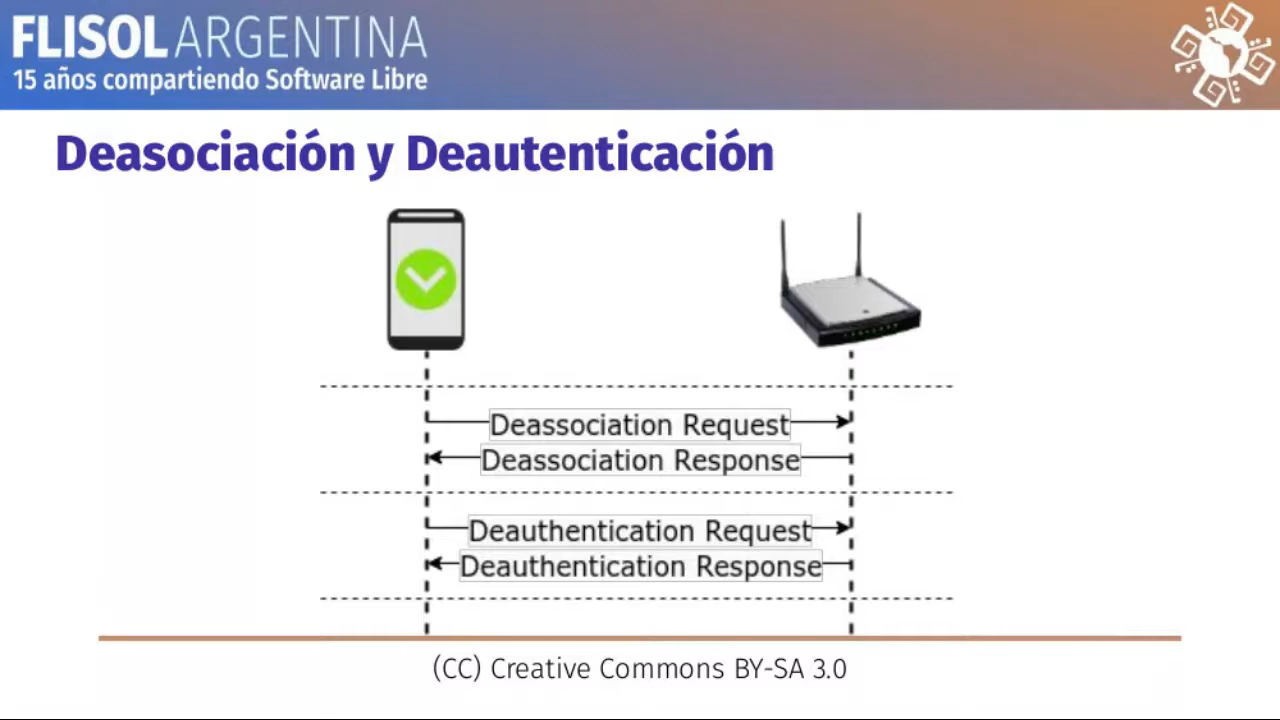 FLISOL ARGENTINA
15 años compartiendo Software Libre
Deasociación y Deautenticación
Deassociation Request
Deassociation Response
Deauthentication Request
Deauthentication Response
(CC) Creative Commons BY-SA 3.0